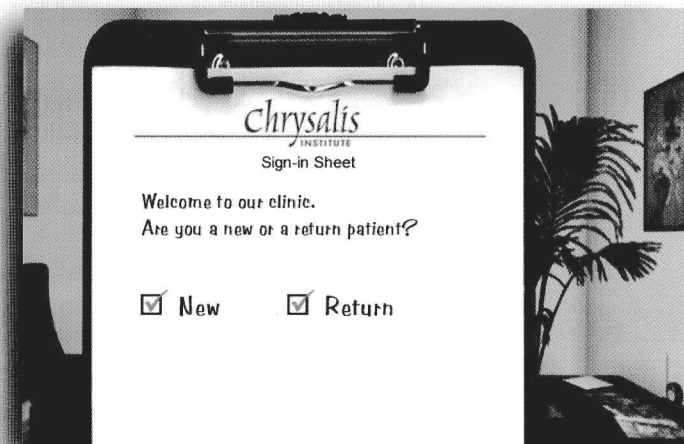 Chrysalis
INSTITUTE
Sign-in Sheet
Welcome to our clinic.
Are you a new or a return patient?
New
Return